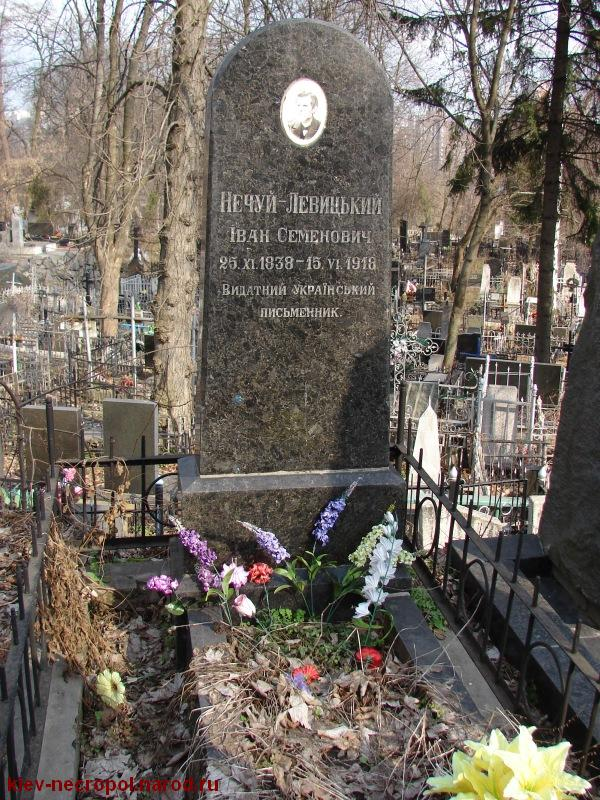 Нечуй-Левицький
Іван Семенович
25.XI.1838-15.VI.1918
Видатний український
письменник.
kiev-necropol.narod.ru